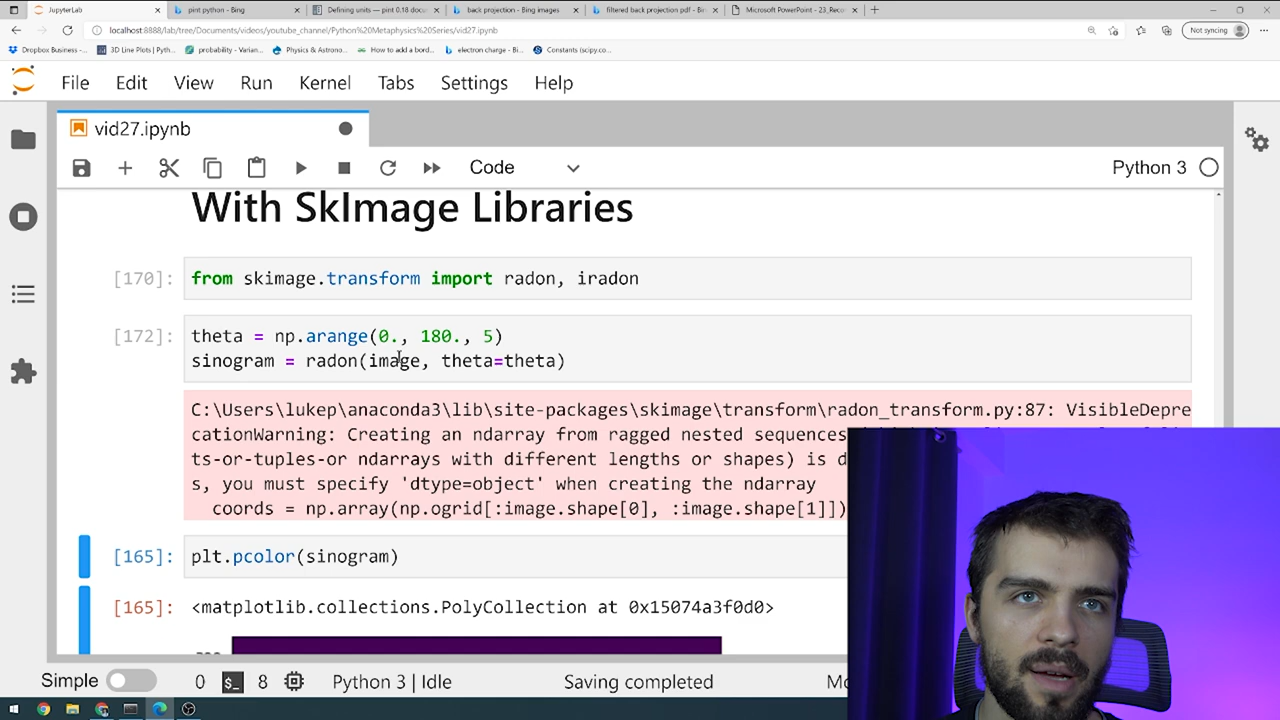 JupyterLab
pint python - Bing
Defining units — pint 0.18 doc
back projection - Bing images
filtered back projection pdf - Bi
Microsoft PowerPoint - 23_Reco
localhost:8888/lab/tree/Documents/videos/youtube_channel/Python%20Metaphysics%20Series/vid27.ipynb
Not syncing
Dropbox Business -...
3D Line Plots | Pyth...
probability - Varian...
Physics & Astrono...
How to add a bord...
electron charge - Bi...
Constants (scipy.co...
File Edit View Run Kernel Tabs Settings Help
vid27.ipynb
Code
Python 3
With SkImage Libraries
[170]: from skimage.transform import radon, iradon
[172]: theta = np.arange(0., 180., 5)
sinogram = radon(image, theta=theta)
C:\Users\lukep\anaconda3\lib\site-packages\skimage\transform\radon_transform.py:87: VisibleDepre
cationWarning: Creating an ndarray from ragged nested sequences
ts-or-tuples-or ndarrays with different lengths or shapes) is d
s, you must specify 'dtype=object' when creating the ndarray
coords = np.array(np.ogrid[:image.shape[0], :image.shape[1]])
[165]: plt.pcolor(sinogram)
[165]: <matplotlib.collections.PolyCollection at 0x15074a3f0d0>
Simple 0 8 Python 3 | Idle Saving completed